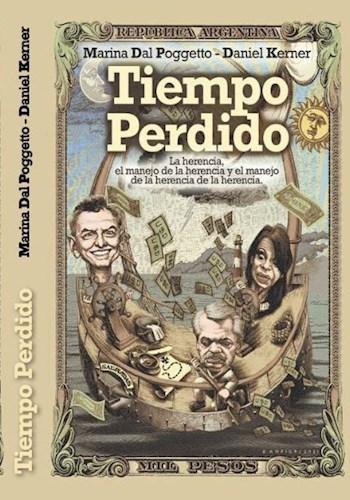 Marina Dal Poggetto - Daniel Kerner
Tiempo Perdido
REPÚBLICA ARGENTINA
Marina Dal Poggetto - Daniel Kerner
Tiempo
Perdido
La herencia,
el manejo de la herencia y el manejo
de la herencia de la herencia.
MIL PESOS